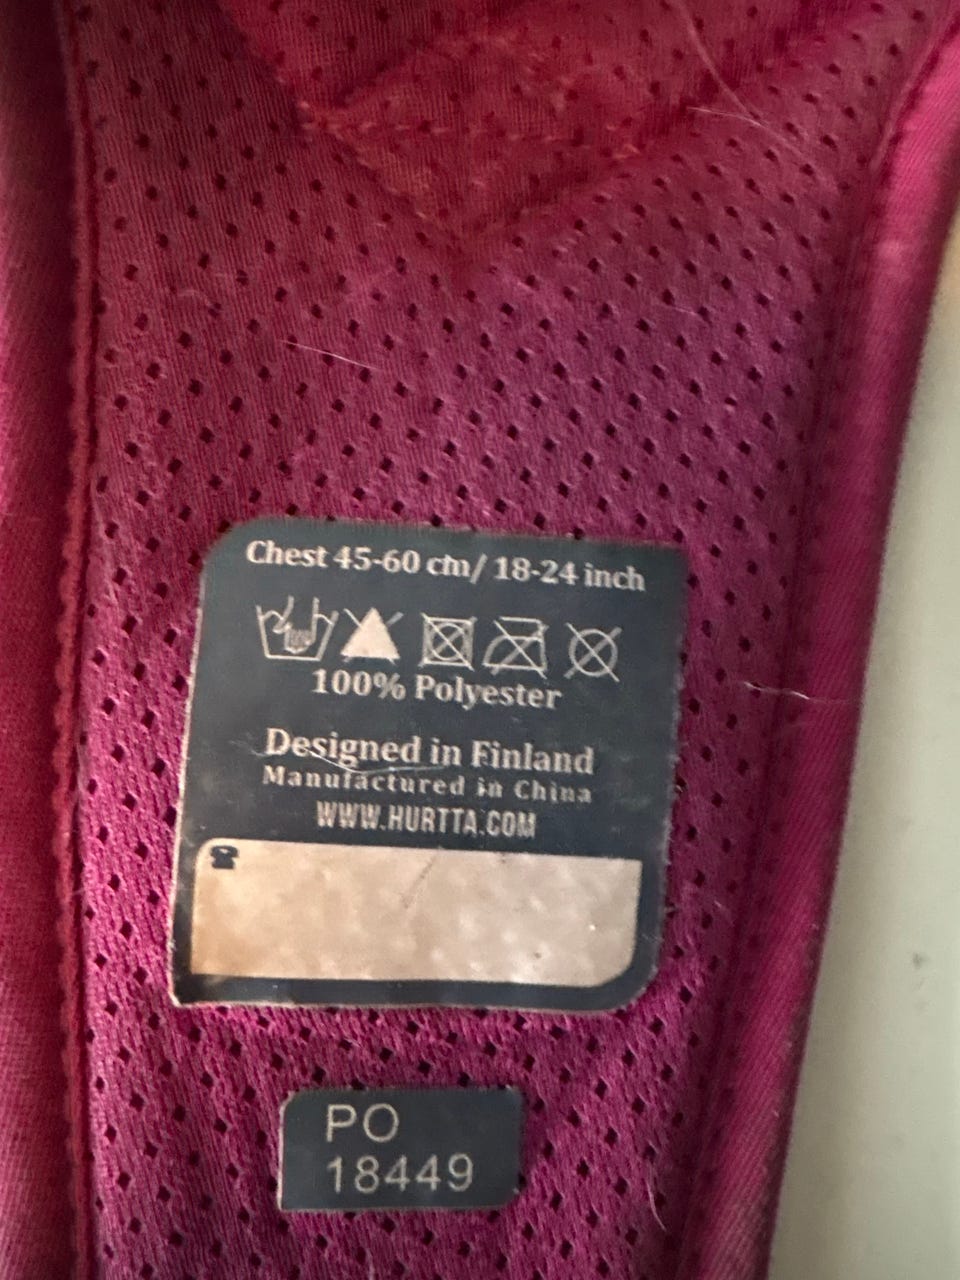 Chest 45-60 cm/ 18-24 inch
100% Polyester
Designed in Finland
Manufactured in China
WWW.HURTTA.COM
PO
18449